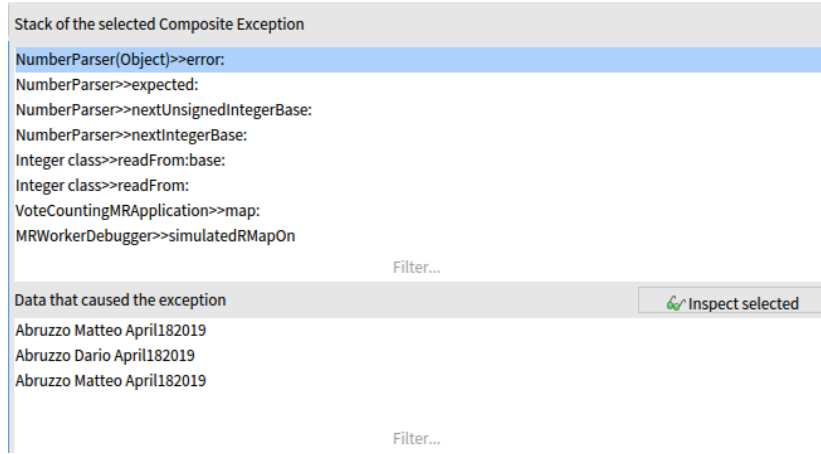 Stack of the selected Composite Exception
NumberParser(Object)>>error:
NumberParser>>expected:
NumberParser>>nextUnsignedIntegerBase:
NumberParser>>nextIntegerBase:
Integer class>>readFrom:base:
Integer class>>readFrom:
VoteCountingMRApplication>>map:
MRWorkerDebugger>>simulatedRMapOn
Filter...
Data that caused the exception
Inspect selected
Abruzzo Matteo April182019
Abruzzo Dario April182019
Abruzzo Matteo April182019
Filter...